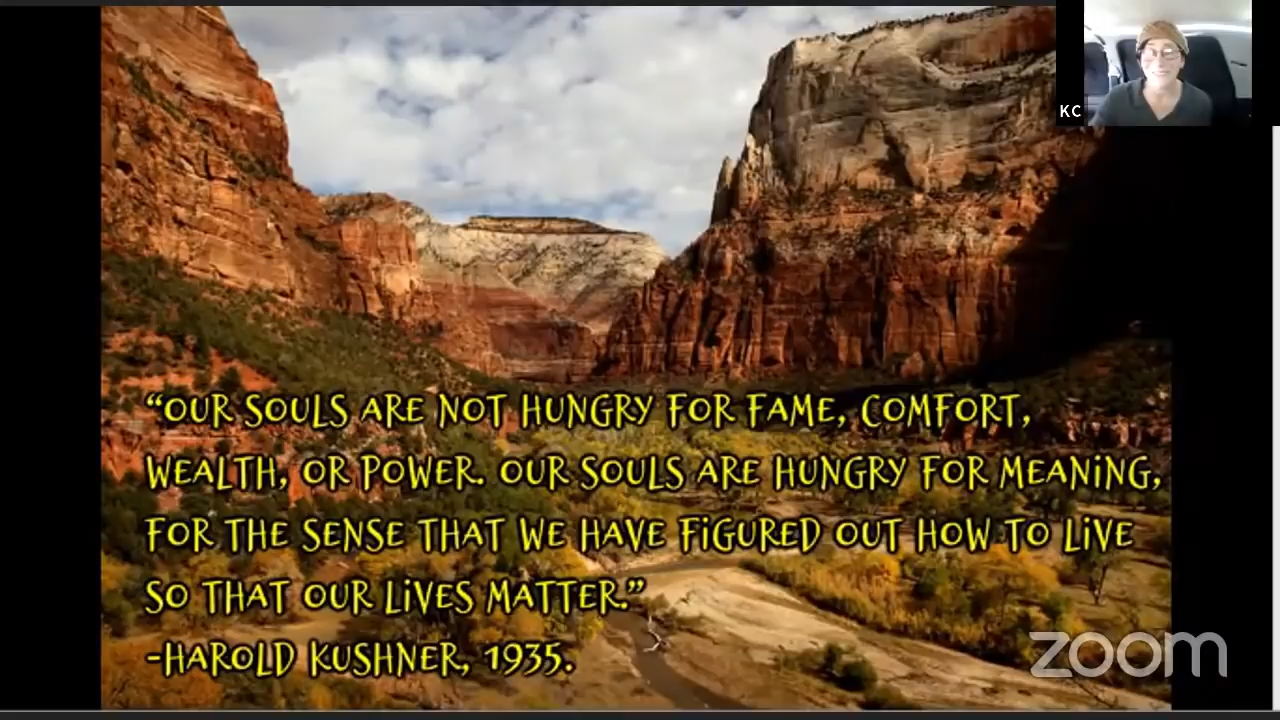 KC
“OUR SOULS ARE NOT HUNGRY FOR FAME, COMFORT,
WEALTH, OR POWER. OUR SOULS ARE HUNGRY FOR MEANiNG,
FOR THE SENSE THAT WE HAVE FiGURED OUT HOW TO LiVE
SO THAT OUR LiVES MATTER.”
-HAROLD KUSHNER, 1935.
zoom